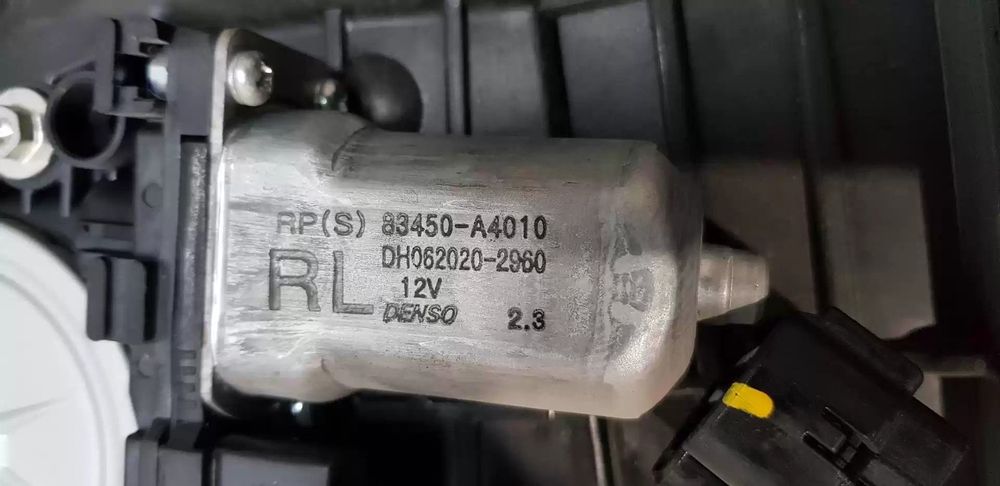 RP(S) 83450-A4010
RL DH062020-2960
12V
DENSO 2.3